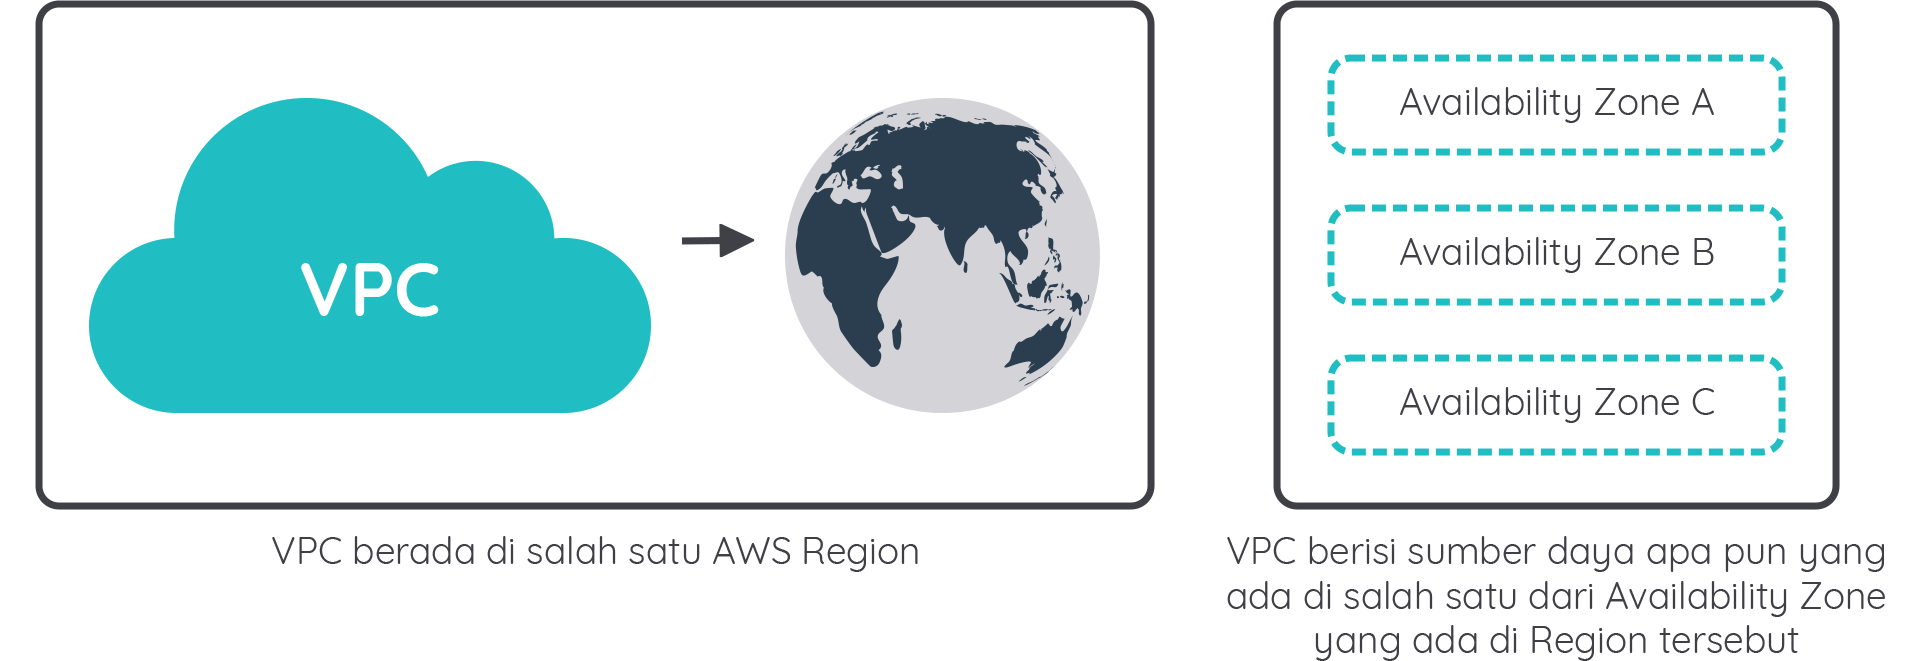 VPC
VPC berada di salah satu AWS Region
Availability Zone A
Availability Zone B
Availability Zone C
VPC berisi sumber daya apa pun yang
ada di salah satu dari Availability Zone
yang ada di Region tersebut